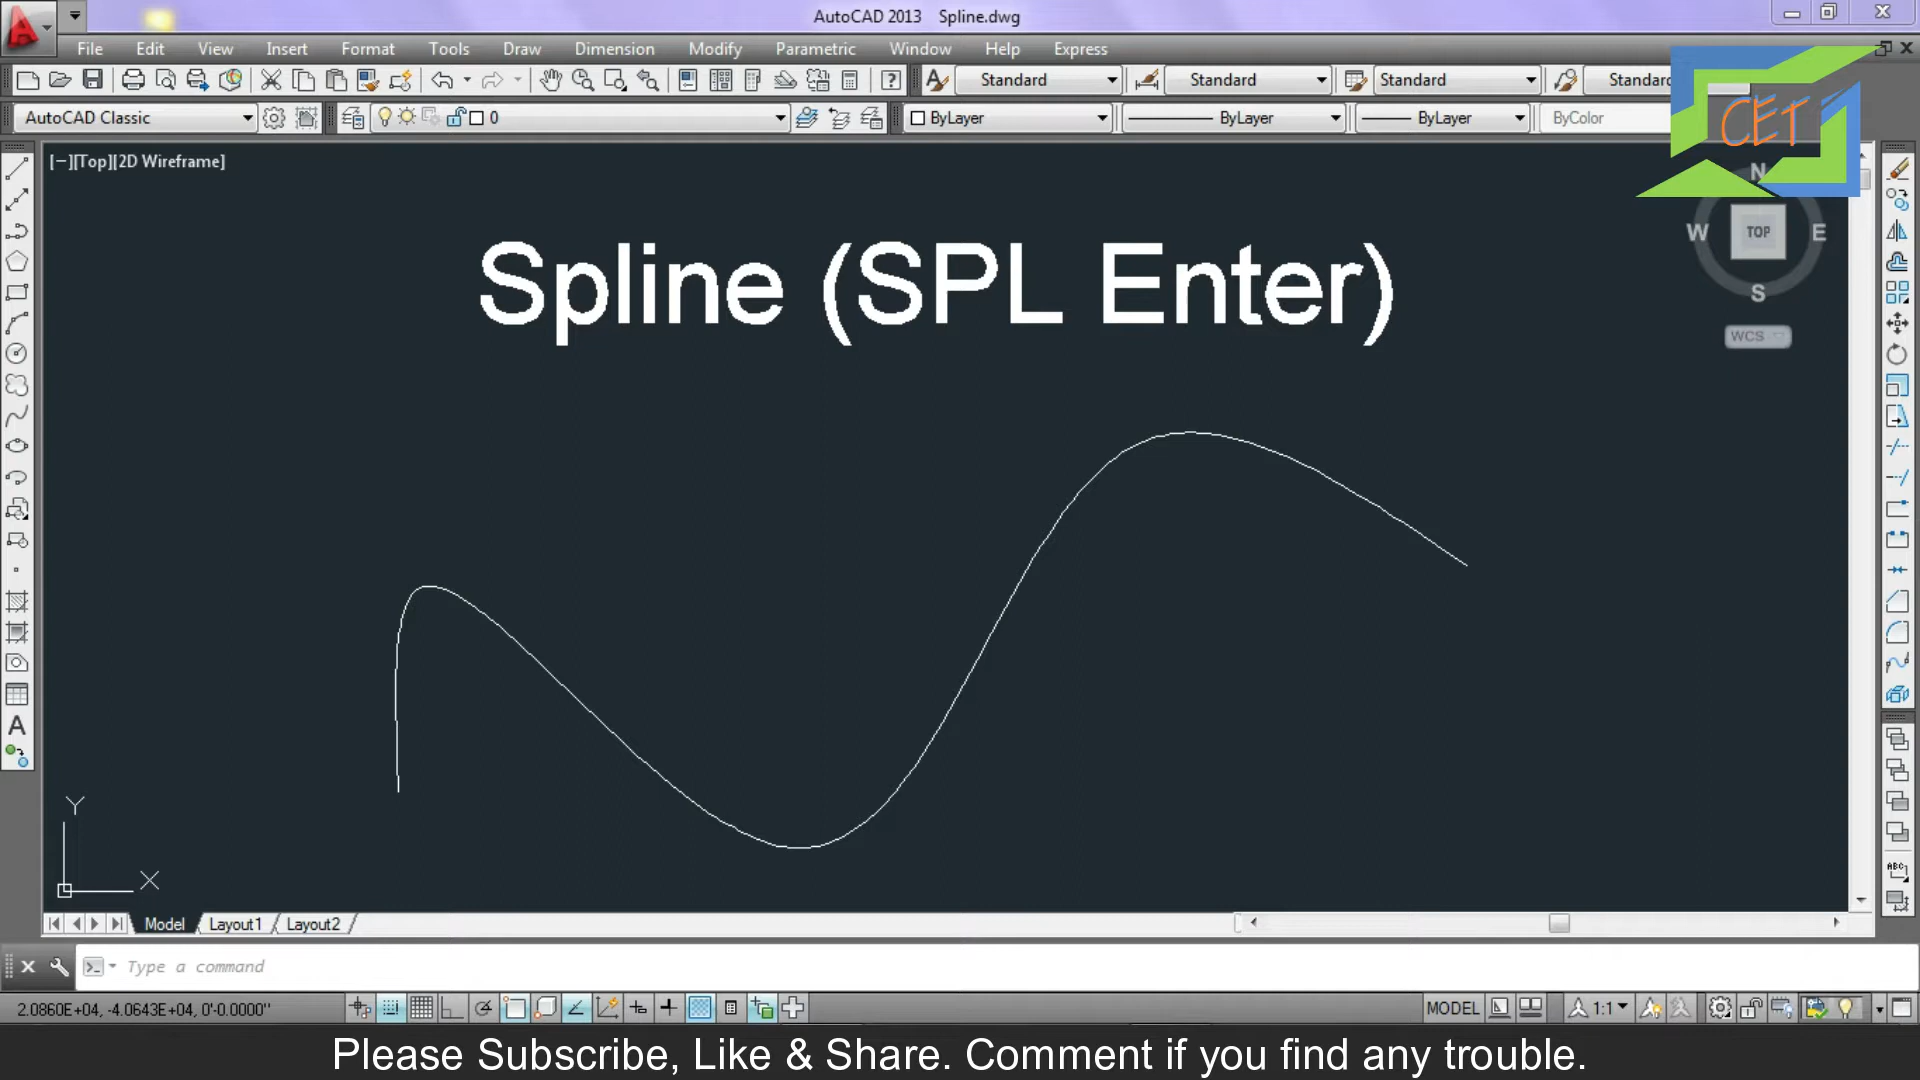 AutoCAD 2013 Spline.dwg
File Edit View Insert Format Tools Draw Dimension Modify Parametric Window Help Express
Standard Standard Standard Standard
AutoCAD Classic 0 ByLayer ByLayer ByLayer ByColor
CET
[−][Top][2D Wireframe]
N
W TOP E
S
WCS
Spline (SPL Enter)
A
Y
X
ABC
Model Layout1 Layout2
Type a command
2.0860E+04, -4.0643E+04, 0'-0.0000"
MODEL 1:1
Please Subscribe, Like & Share. Comment if you find any trouble.